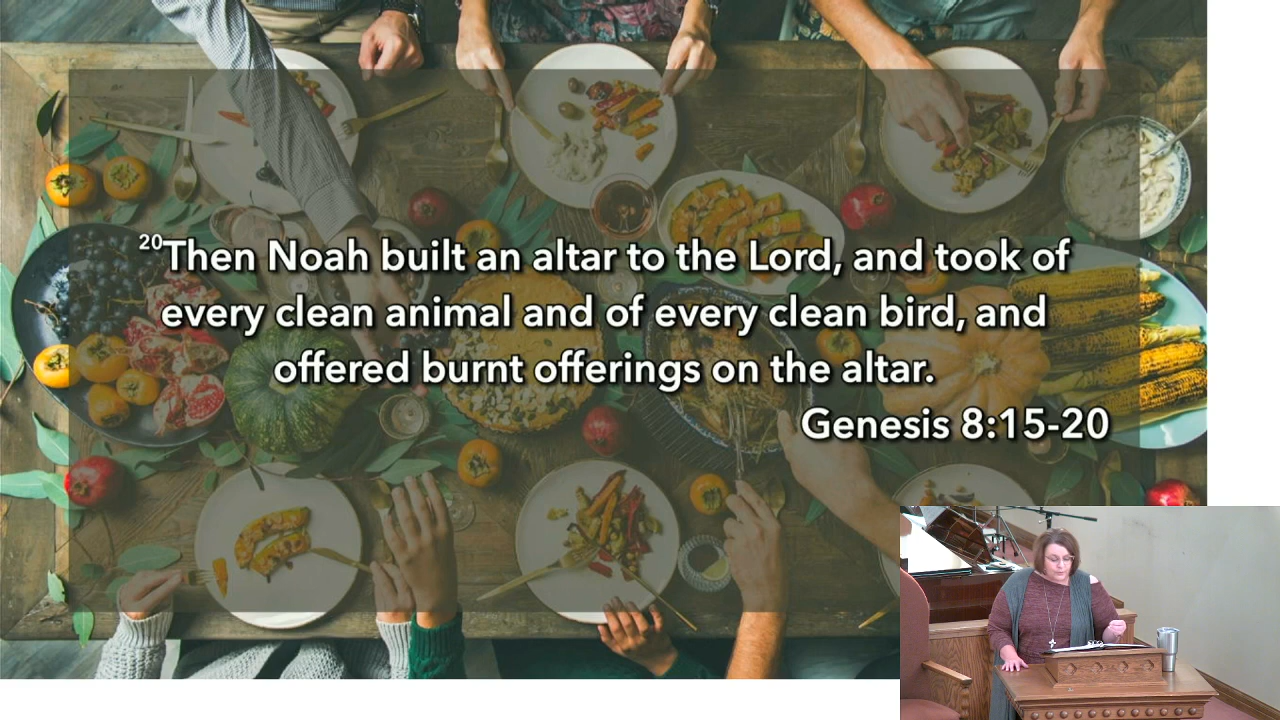 20Then Noah built an altar to the Lord, and took of
every clean animal and of every clean bird, and
offered burnt offerings on the altar.
Genesis 8:15-20